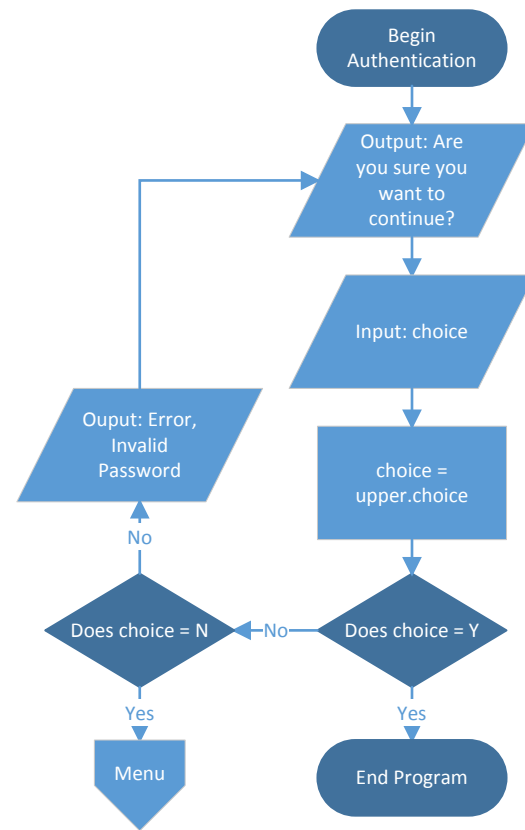 Begin
Authentication
Output: Are
you sure you
want to
continue?
Input: choice
Ouput: Error,
Invalid
Password
choice =
upper.choice
No
Does choice = N
No
Does choice = Y
Yes
Yes
Menu
End Program